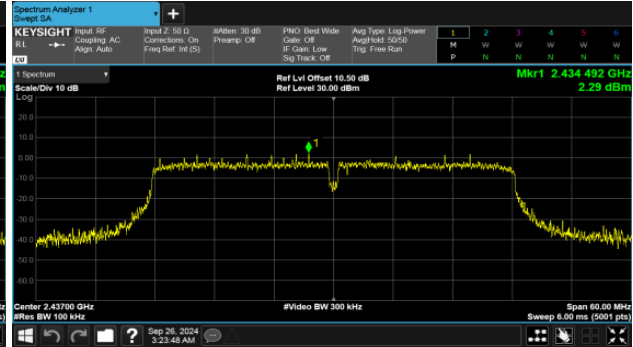 Spectrum Analyzer 1
Swept SA
+
KEYSIGHT Input: RF Input Z: 50 Ω #Atten: 30 dB PNO: Best Wide Avg Type: Log-Power 1 2 3 4 5 6
RL Coupling: AC Corrections: On Preamp: Off Gate: Off Avg|Hold: 50/50 M W W W W W
Align: Auto Freq Ref: Int (S) IF Gain: Low Trig: Free Run P N N N N N
Sig Track: Off
LXI
1 Spectrum Ref Lvl Offset 10.50 dB Mkr1 2.434 492 GHz
Scale/Div 10 dB Ref Level 30.00 dBm 2.29 dBm
Log
20.0
10.0
1
0.00
-10.0
-20.0
-30.0
-40.0
-50.0
-60.0
Center 2.43700 GHz #Video BW 300 kHz Span 60.00 MHz
#Res BW 100 kHz Sweep 6.00 ms (5001 pts)
? Sep 26, 2024
3:23:48 AM